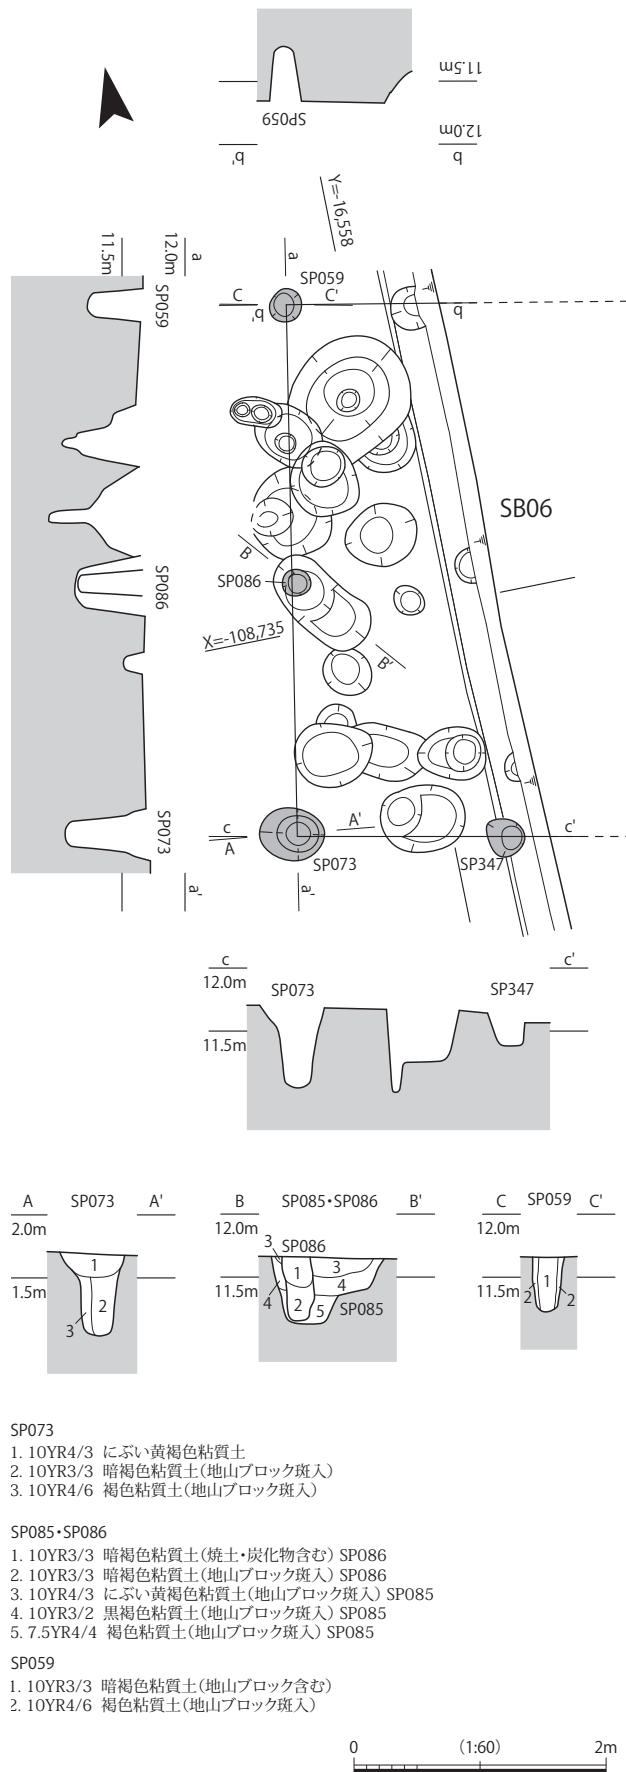 11.5m
SP059
12.0m
b' b
Y=-16,558
11.5m
12.0m
a
a
SP059
SP059
C C'
b' b
SB06
B
SP086
SP086
X=-108,735
B'
SP073
c
A
A'
c'
SP073
SP347
a'
a'
c c'
12.0m
SP073
SP347
11.5m
A SP073 A'
2.0m
1
1.5m
2
3
B SP085・SP086 B'
12.0m
3 SP086
1 3
11.5m
4 4
2 5 SP085
C SP059 C'
12.0m
11.5m
1
2 2
SP073
1. 10YR4/3 にぶい黄褐色粘質土
2. 10YR3/3 暗褐色粘質土(地山ブロック斑入)
3. 10YR4/6 褐色粘質土(地山ブロック斑入)
SP085・SP086
1. 10YR3/3 暗褐色粘質土(焼土・炭化物含む) SP086
2. 10YR3/3 暗褐色粘質土(地山ブロック斑入) SP086
3. 10YR4/3 にぶい黄褐色粘質土(地山ブロック斑入) SP085
4. 10YR3/2 黒褐色粘質土(地山ブロック斑入) SP085
5. 7.5YR4/4 褐色粘質土(地山ブロック斑入) SP085
SP059
1. 10YR3/3 暗褐色粘質土(地山ブロック含む)
2. 10YR4/6 褐色粘質土(地山ブロック斑入)
0 (1:60) 2m